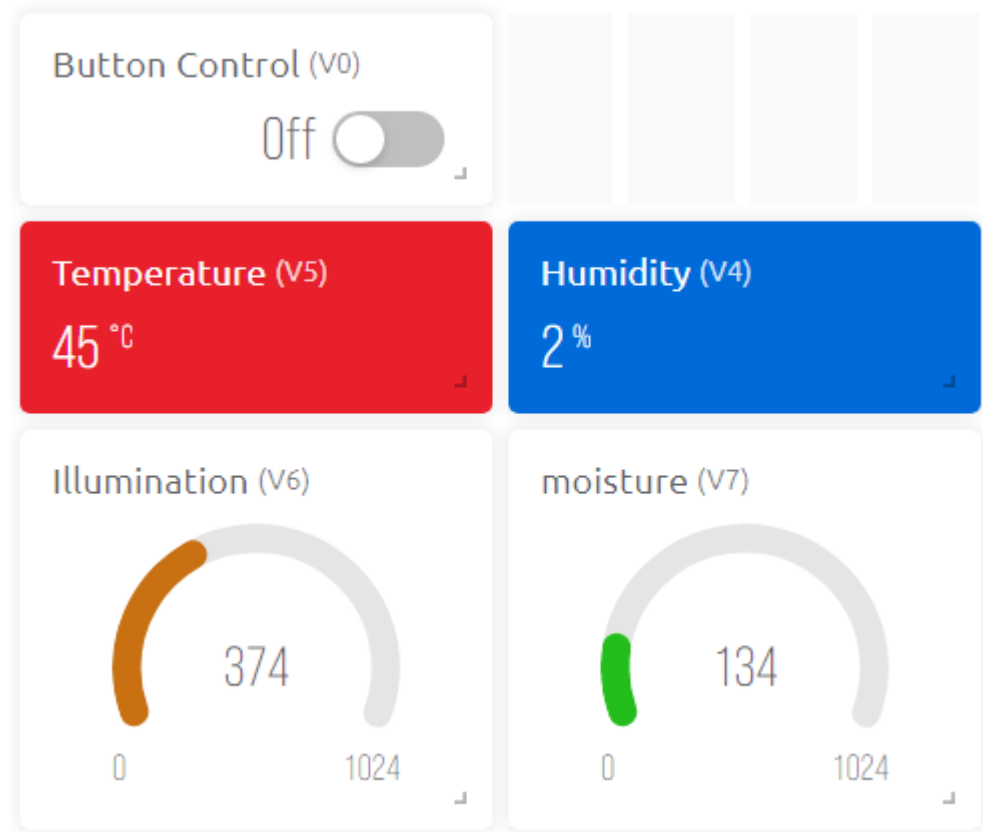 Button Control (V0)
Off
Temperature (V5)
45 °C
Humidity (V4)
2 %
Illumination (V6)
374
0
1024
moisture (V7)
134
0
1024